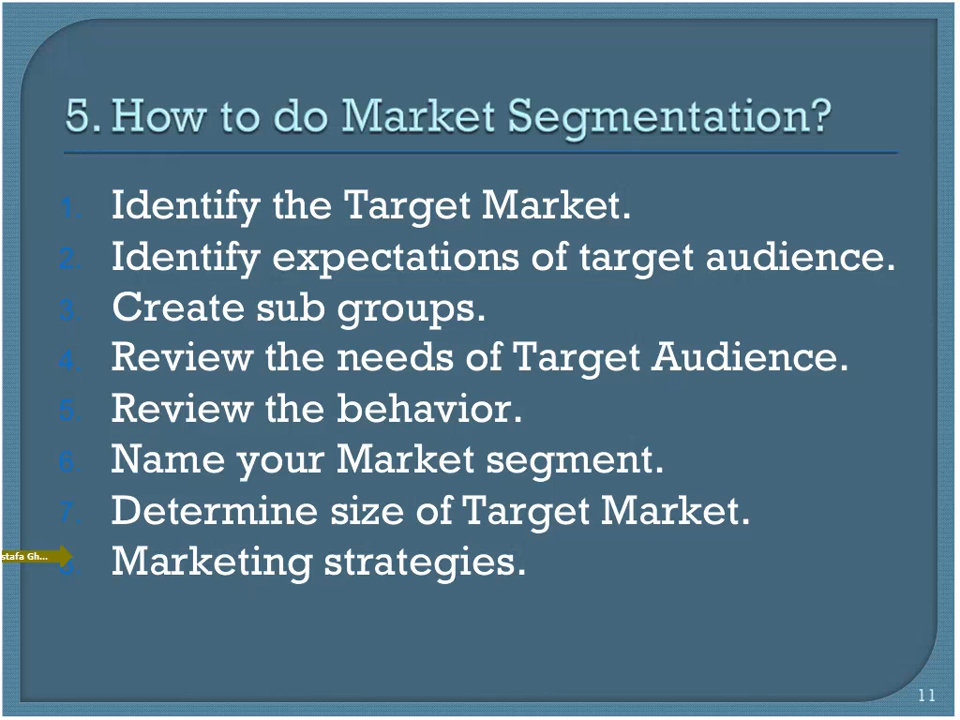 5. How to do Market Segmentation?
1. Identify the Target Market.
2. Identify expectations of target audience.
3. Create sub groups.
4. Review the needs of Target Audience.
5. Review the behavior.
6. Name your Market segment.
7. Determine size of Target Market.
stafa Gh...
Marketing strategies.
11